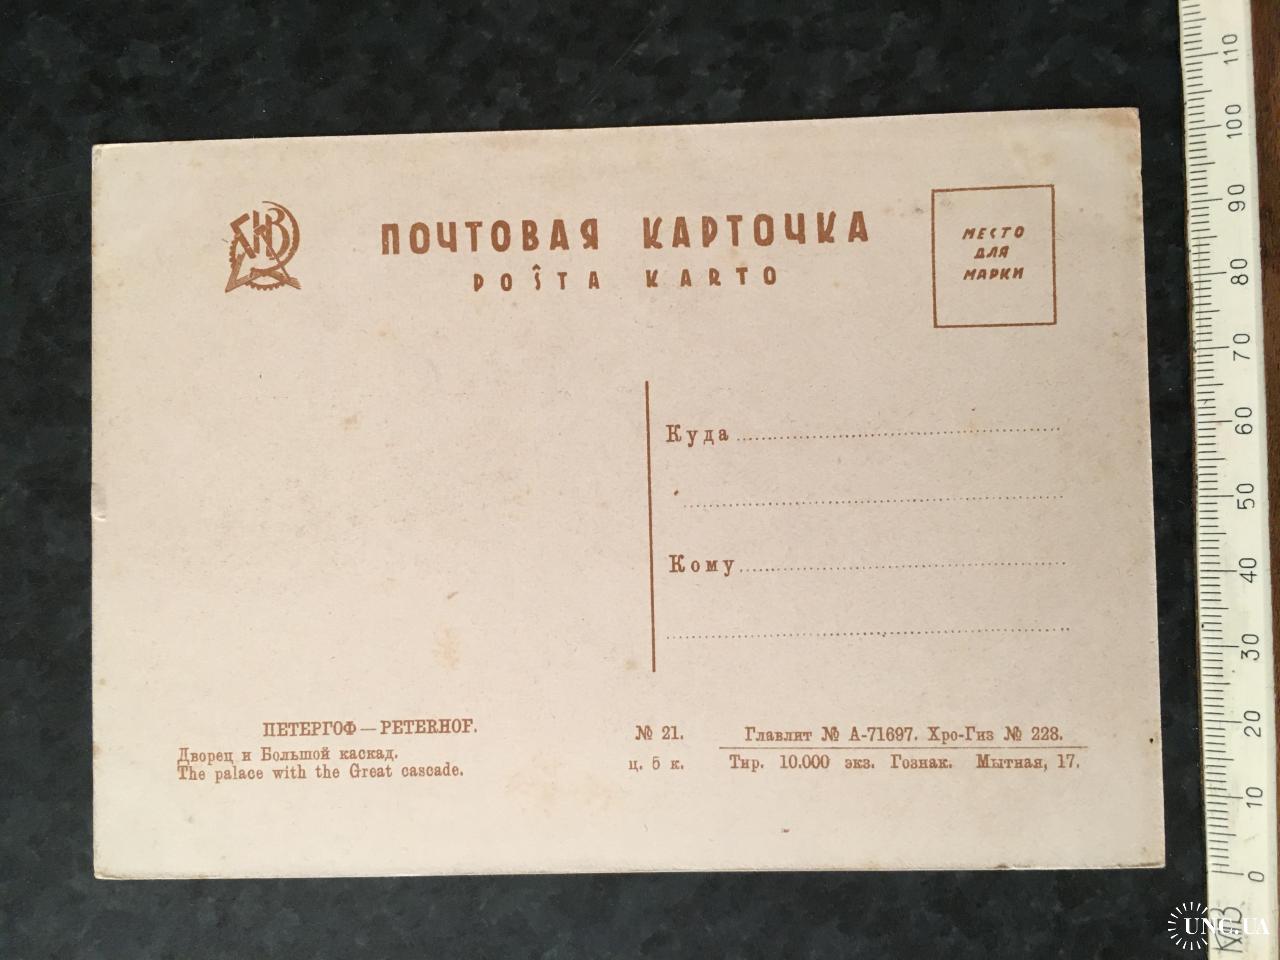 ПОЧТОВАЯ КАРТОЧКА
POŜTA KARTO
МЕСТО
ДЛЯ
МАРКИ
Куда
Кому
ПЕТЕРГОФ — PETERHOF.
Дворец и Большой каскад.
The palace with the Great cascade.
№ 21.
ц. 5 к.
Главлит № А-71697. Хро-Гиз № 228.
Тир. 10.000 экз. Гознак. Мытная, 17.
110
100
90
80
70
60
50
40
30
20
10
0
UNC.UA